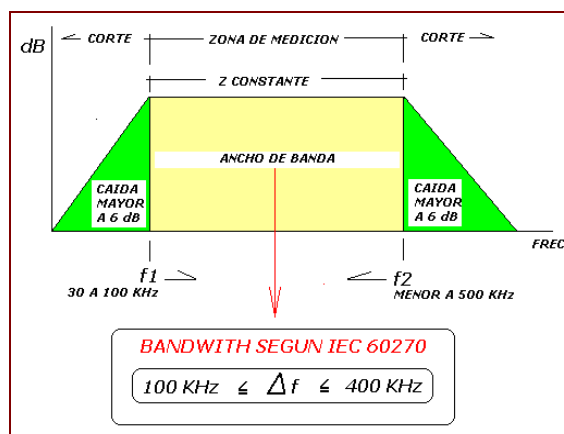 CORTE
ZONA DE MEDICION
CORTE
dB
Z CONSTANTE
ANCHO DE BANDA
CAIDA
MAYOR
A 6 dB
CAIDA
MAYOR
A 6 dB
FREC
f1
f2
30 A 100 KHz
MENOR A 500 KHz
BANDWITH SEGUN IEC 60270
100 KHz ≤ Δf ≤ 400 KHz